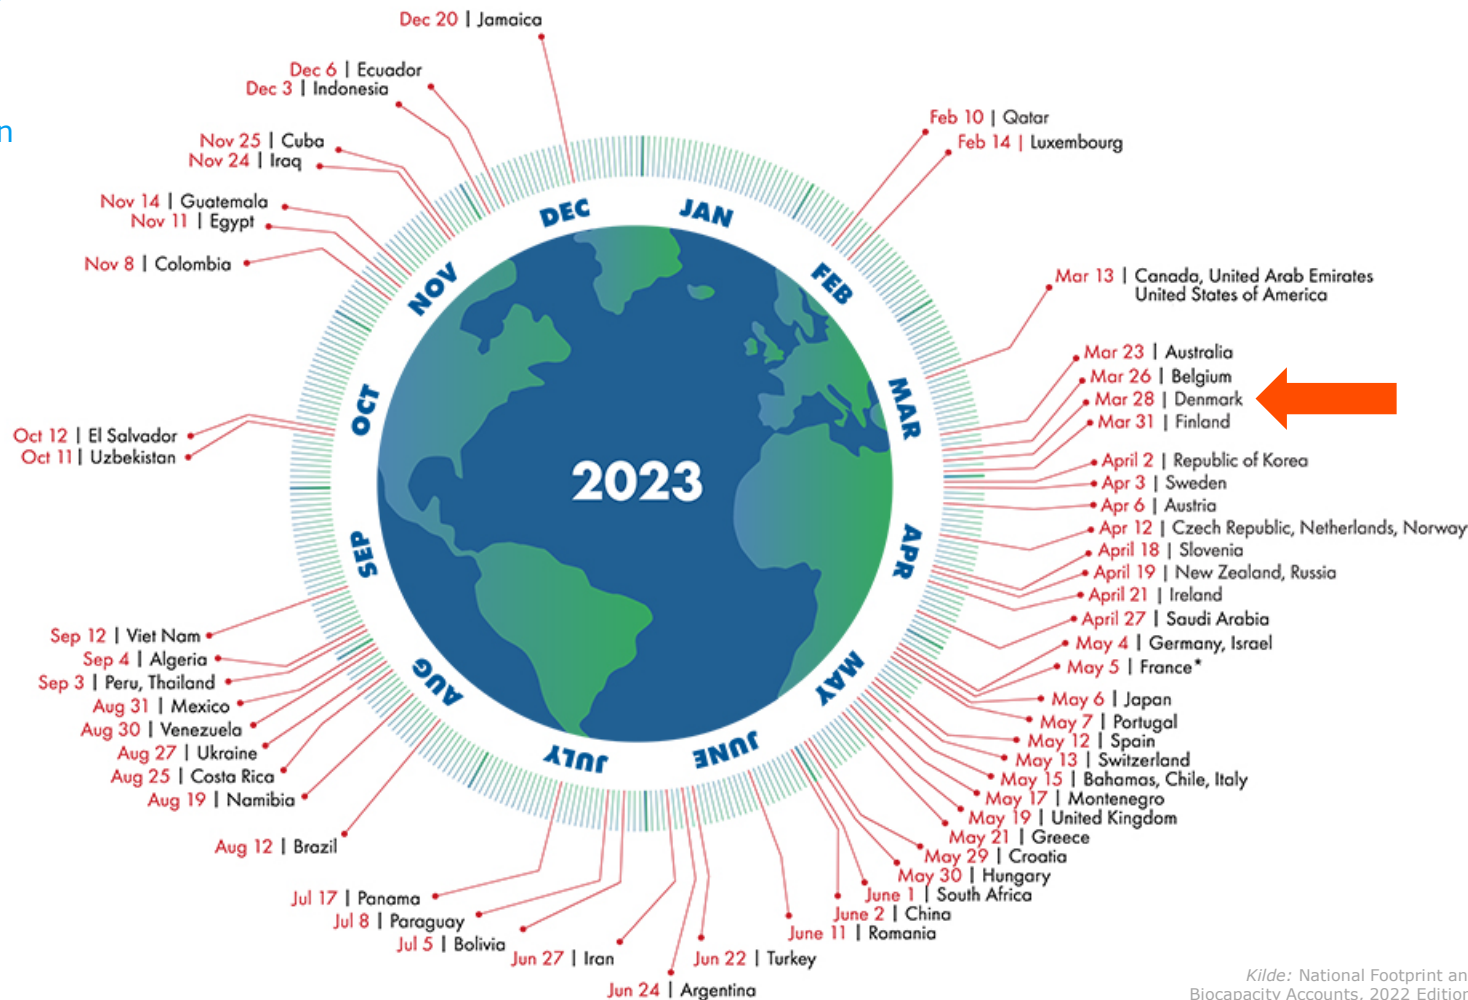 n
Dec 20 | Jamaica
Dec 6 | Ecuador
Dec 3 | Indonesia
Nov 25 | Cuba
Nov 24 | Iraq
Nov 14 | Guatemala
Nov 11 | Egypt
Nov 8 | Colombia
Oct 12 | El Salvador
Oct 11 | Uzbekistan
Sep 12 | Viet Nam
Sep 4 | Algeria
Sep 3 | Peru, Thailand
Aug 31 | Mexico
Aug 30 | Venezuela
Aug 27 | Ukraine
Aug 25 | Costa Rica
Aug 19 | Namibia
Aug 12 | Brazil
Jul 17 | Panama
Jul 8 | Paraguay
Jul 5 | Bolivia
Jun 27 | Iran
Jun 24 | Argentina
Jun 22 | Turkey
Feb 10 | Qatar
Feb 14 | Luxembourg
Mar 13 | Canada, United Arab Emirates
United States of America
Mar 23 | Australia
Mar 26 | Belgium
Mar 28 | Denmark
Mar 31 | Finland
April 2 | Republic of Korea
Apr 3 | Sweden
Apr 6 | Austria
Apr 12 | Czech Republic, Netherlands, Norway
April 18 | Slovenia
April 19 | New Zealand, Russia
April 21 | Ireland
April 27 | Saudi Arabia
May 4 | Germany, Israel
May 5 | France*
May 6 | Japan
May 7 | Portugal
May 12 | Spain
May 13 | Switzerland
May 15 | Bahamas, Chile, Italy
May 17 | Montenegro
May 19 | United Kingdom
May 21 | Greece
May 29 | Croatia
May 30 | Hungary
June 1 | South Africa
June 2 | China
June 11 | Romania
JAN
FEB
MAR
APR
MAY
JUNE
JULY
AUG
SEP
OCT
NOV
DEC
2023
Kilde: National Footprint an
Biocapacity Accounts, 2022 Edition